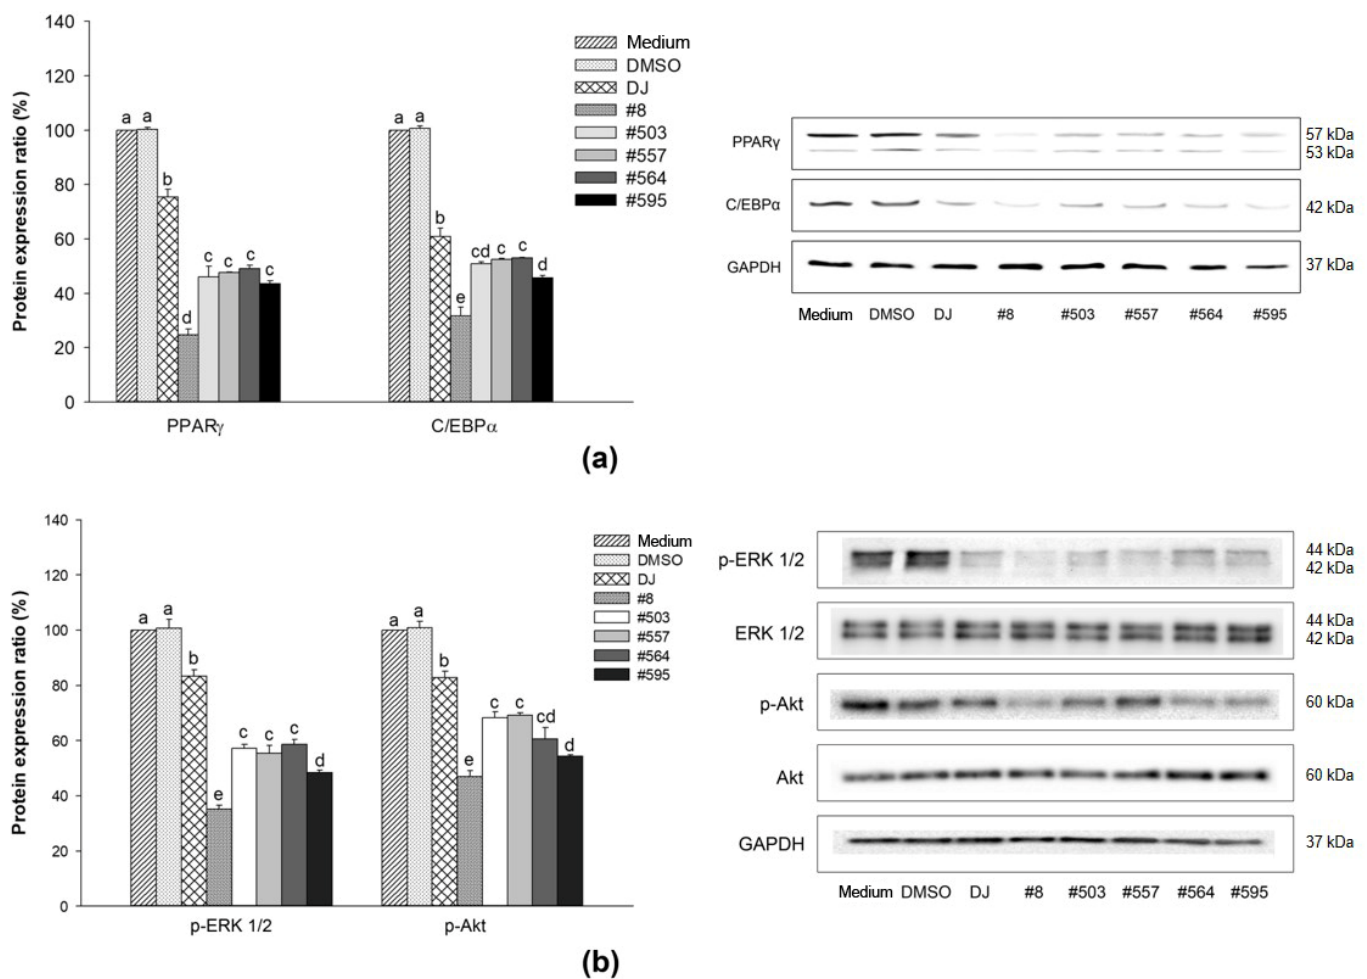 Protein expression ratio (%)
140
120
100
80
60
40
20
0
a a b d c c c c
a a b e cd c c d
PPARγ C/EBPα
Medium
DMSO
DJ
#8
#503
#557
#564
#595
PPARγ 57 kDa
53 kDa
C/EBPα 42 kDa
GAPDH 37 kDa
Medium DMSO DJ #8 #503 #557 #564 #595
(a)
Protein expression ratio (%)
140
120
100
80
60
40
20
0
a a b e c c c d
a a b e c c cd d
p-ERK 1/2 p-Akt
Medium
DMSO
DJ
#8
#503
#557
#564
#595
p-ERK 1/2 44 kDa
42 kDa
ERK 1/2 44 kDa
42 kDa
p-Akt 60 kDa
Akt 60 kDa
GAPDH 37 kDa
Medium DMSO DJ #8 #503 #557 #564 #595
(b)